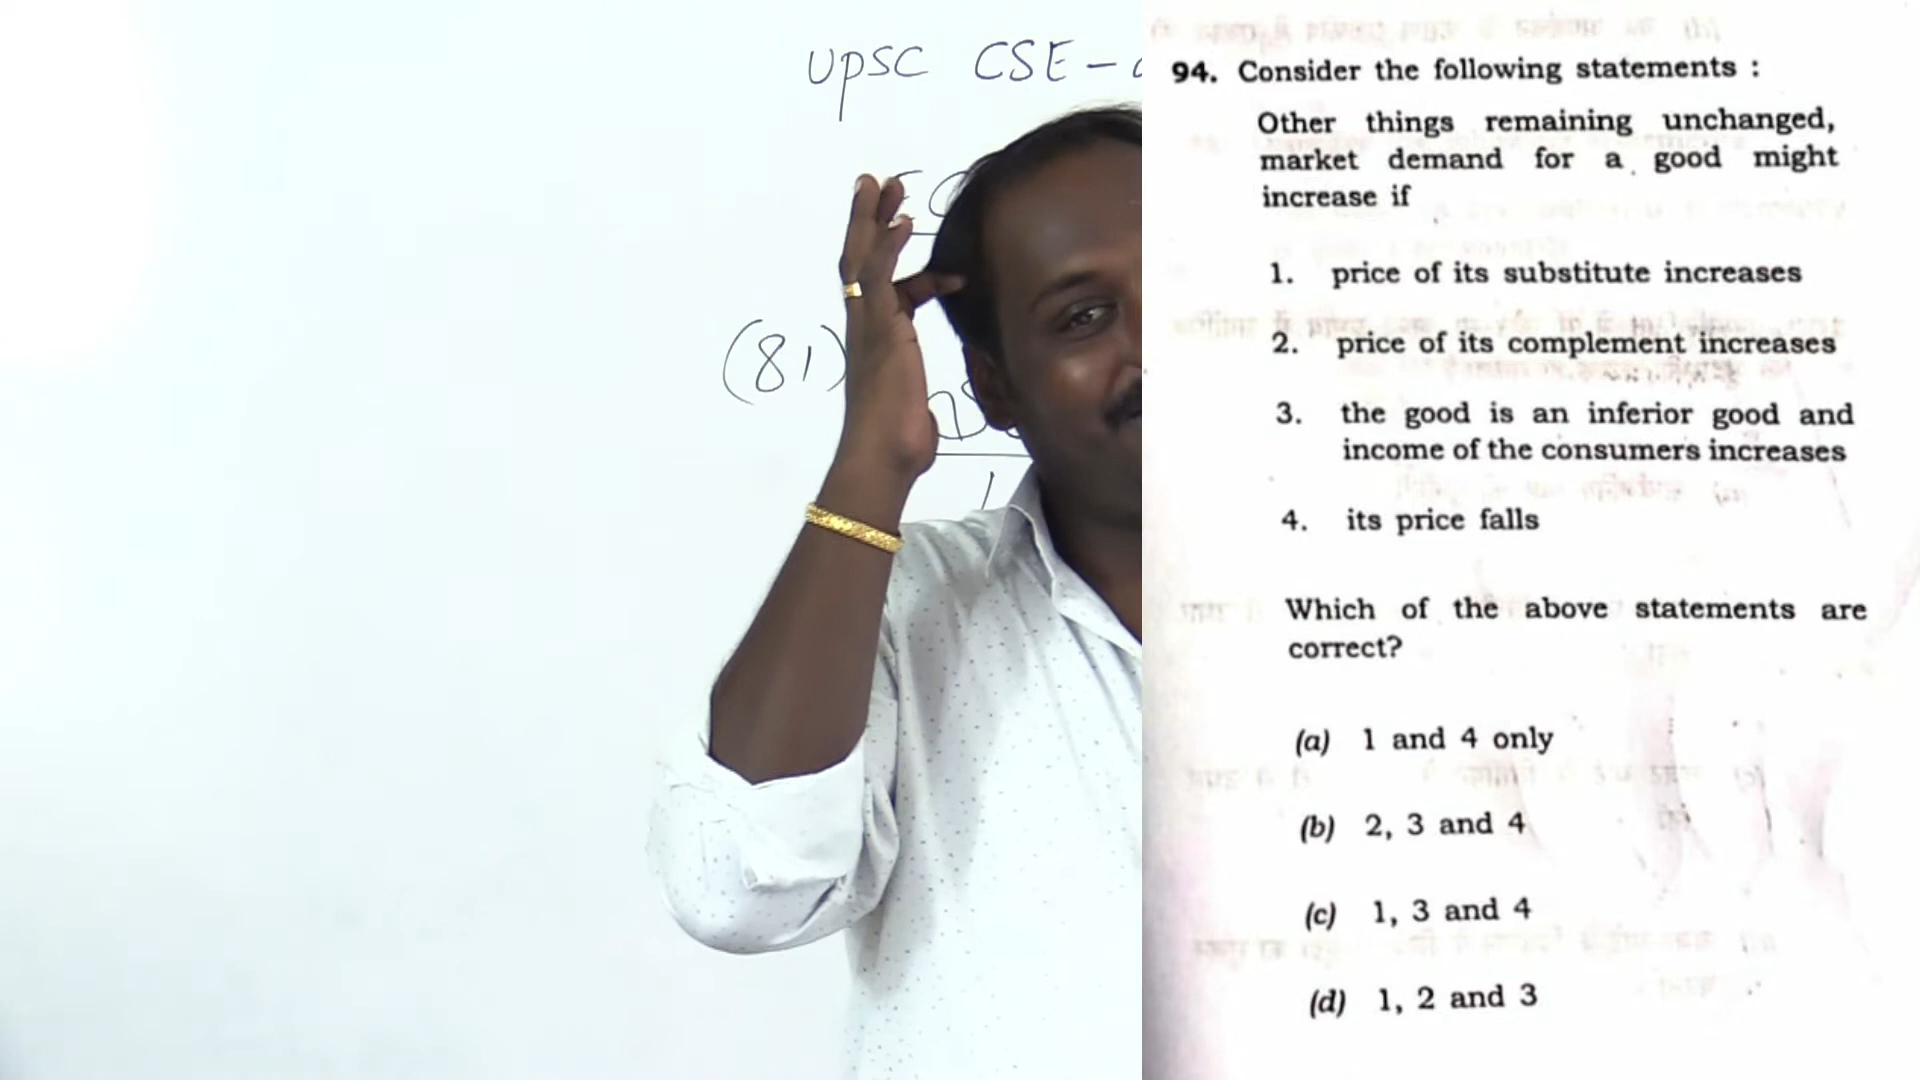 UPSC CSE -
(81)
94. Consider the following statements :
Other things remaining unchanged,
market demand for a good might
increase if
1. price of its substitute increases
2. price of its complement increases
3. the good is an inferior good and
income of the consumers increases
4. its price falls
Which of the above statements are
correct?
(a) 1 and 4 only
(b) 2, 3 and 4
(c) 1, 3 and 4
(d) 1, 2 and 3